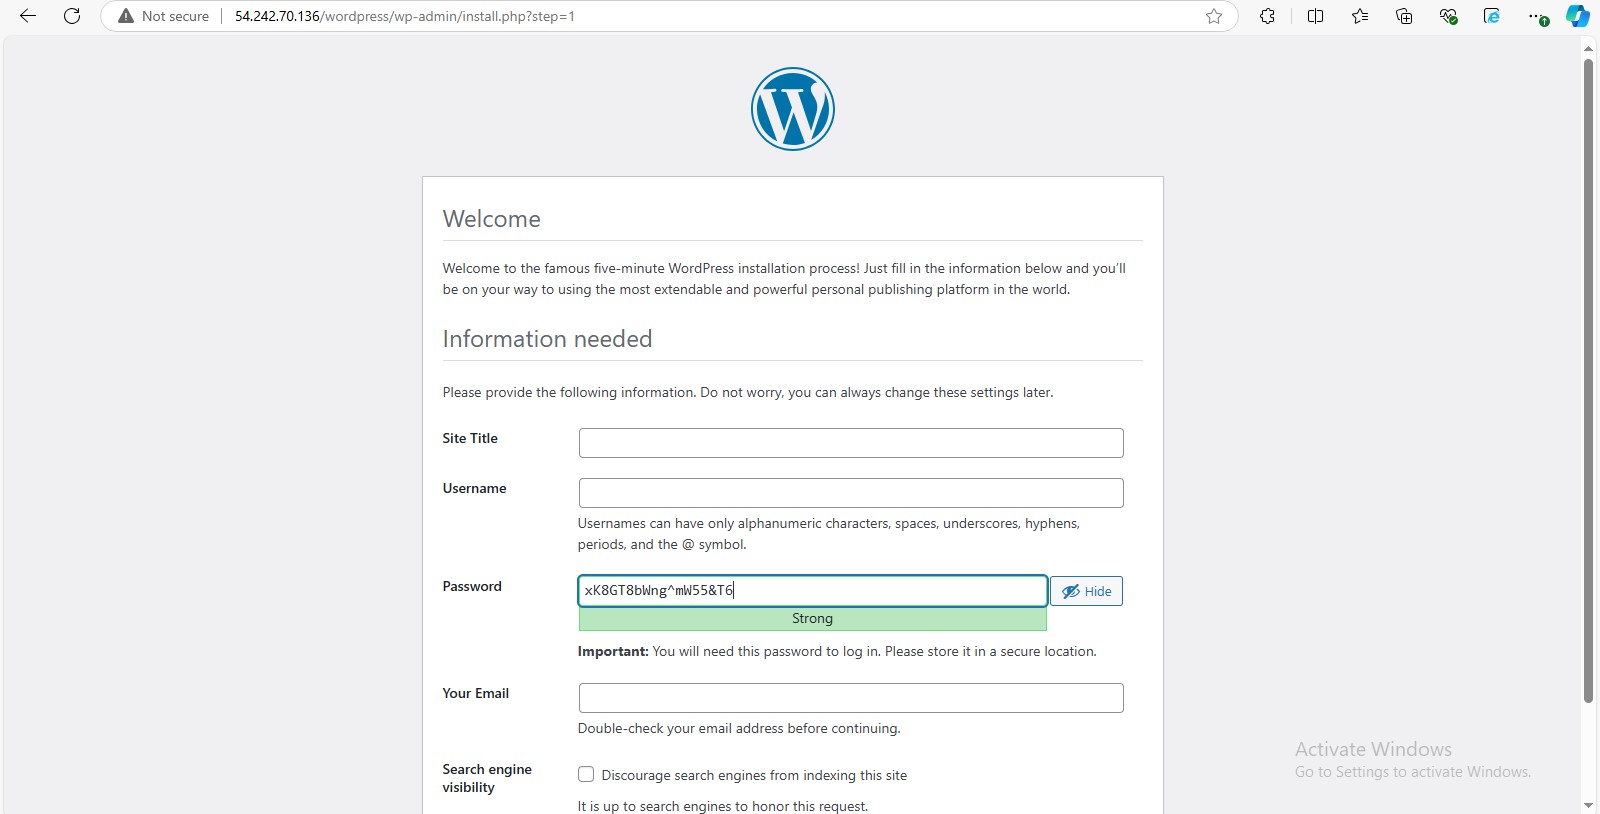 Not secure
54.242.70.136/wordpress/wp-admin/install.php?step=1
Welcome
Welcome to the famous five-minute WordPress installation process! Just fill in the information below and you'll
be on your way to using the most extendable and powerful personal publishing platform in the world.
Information needed
Please provide the following information. Do not worry, you can always change these settings later.
Site Title
Username
Usernames can have only alphanumeric characters, spaces, underscores, hyphens,
periods, and the @ symbol.
Password
xK8GT8bWng^mW55&T6
Hide
Strong
Important: You will need this password to log in. Please store it in a secure location.
Your Email
Double-check your email address before continuing.
Search engine
visibility
Discourage search engines from indexing this site
It is up to search engines to honor this request.
Activate Windows
Go to Settings to activate Windows.